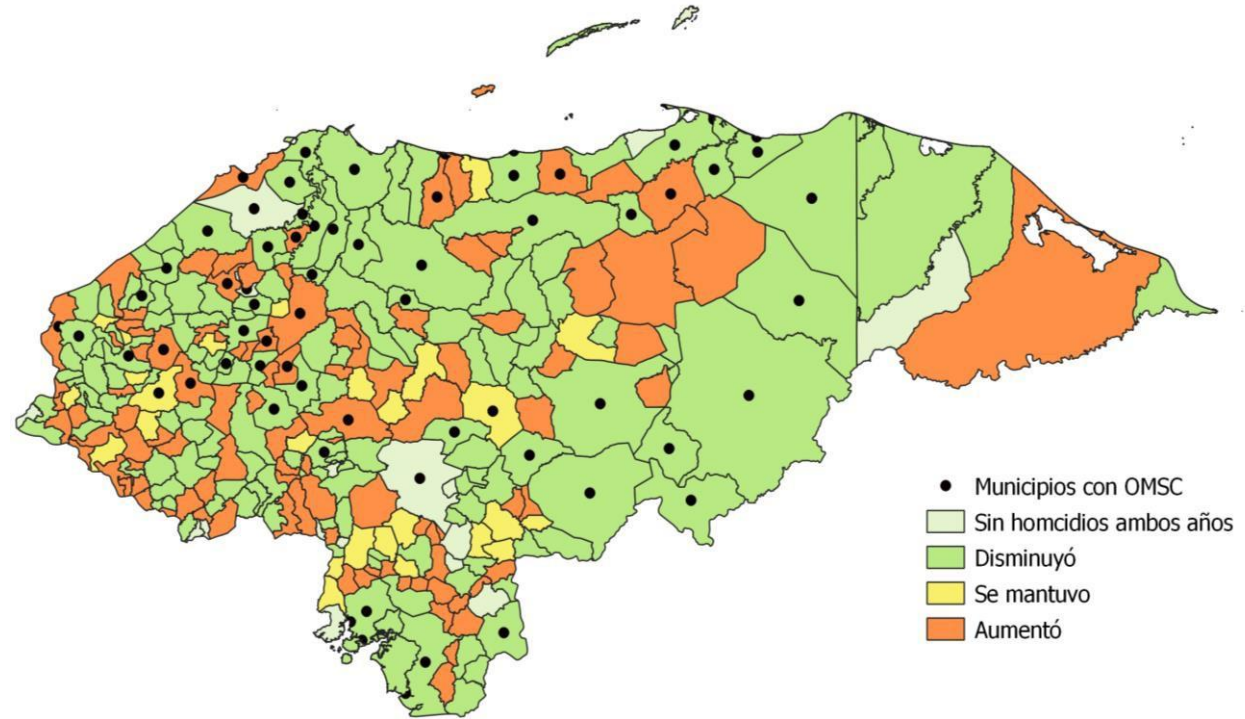 Municipios con OMSC
Sin homcidios ambos años
Disminuyó
Se mantuvo
Aumentó